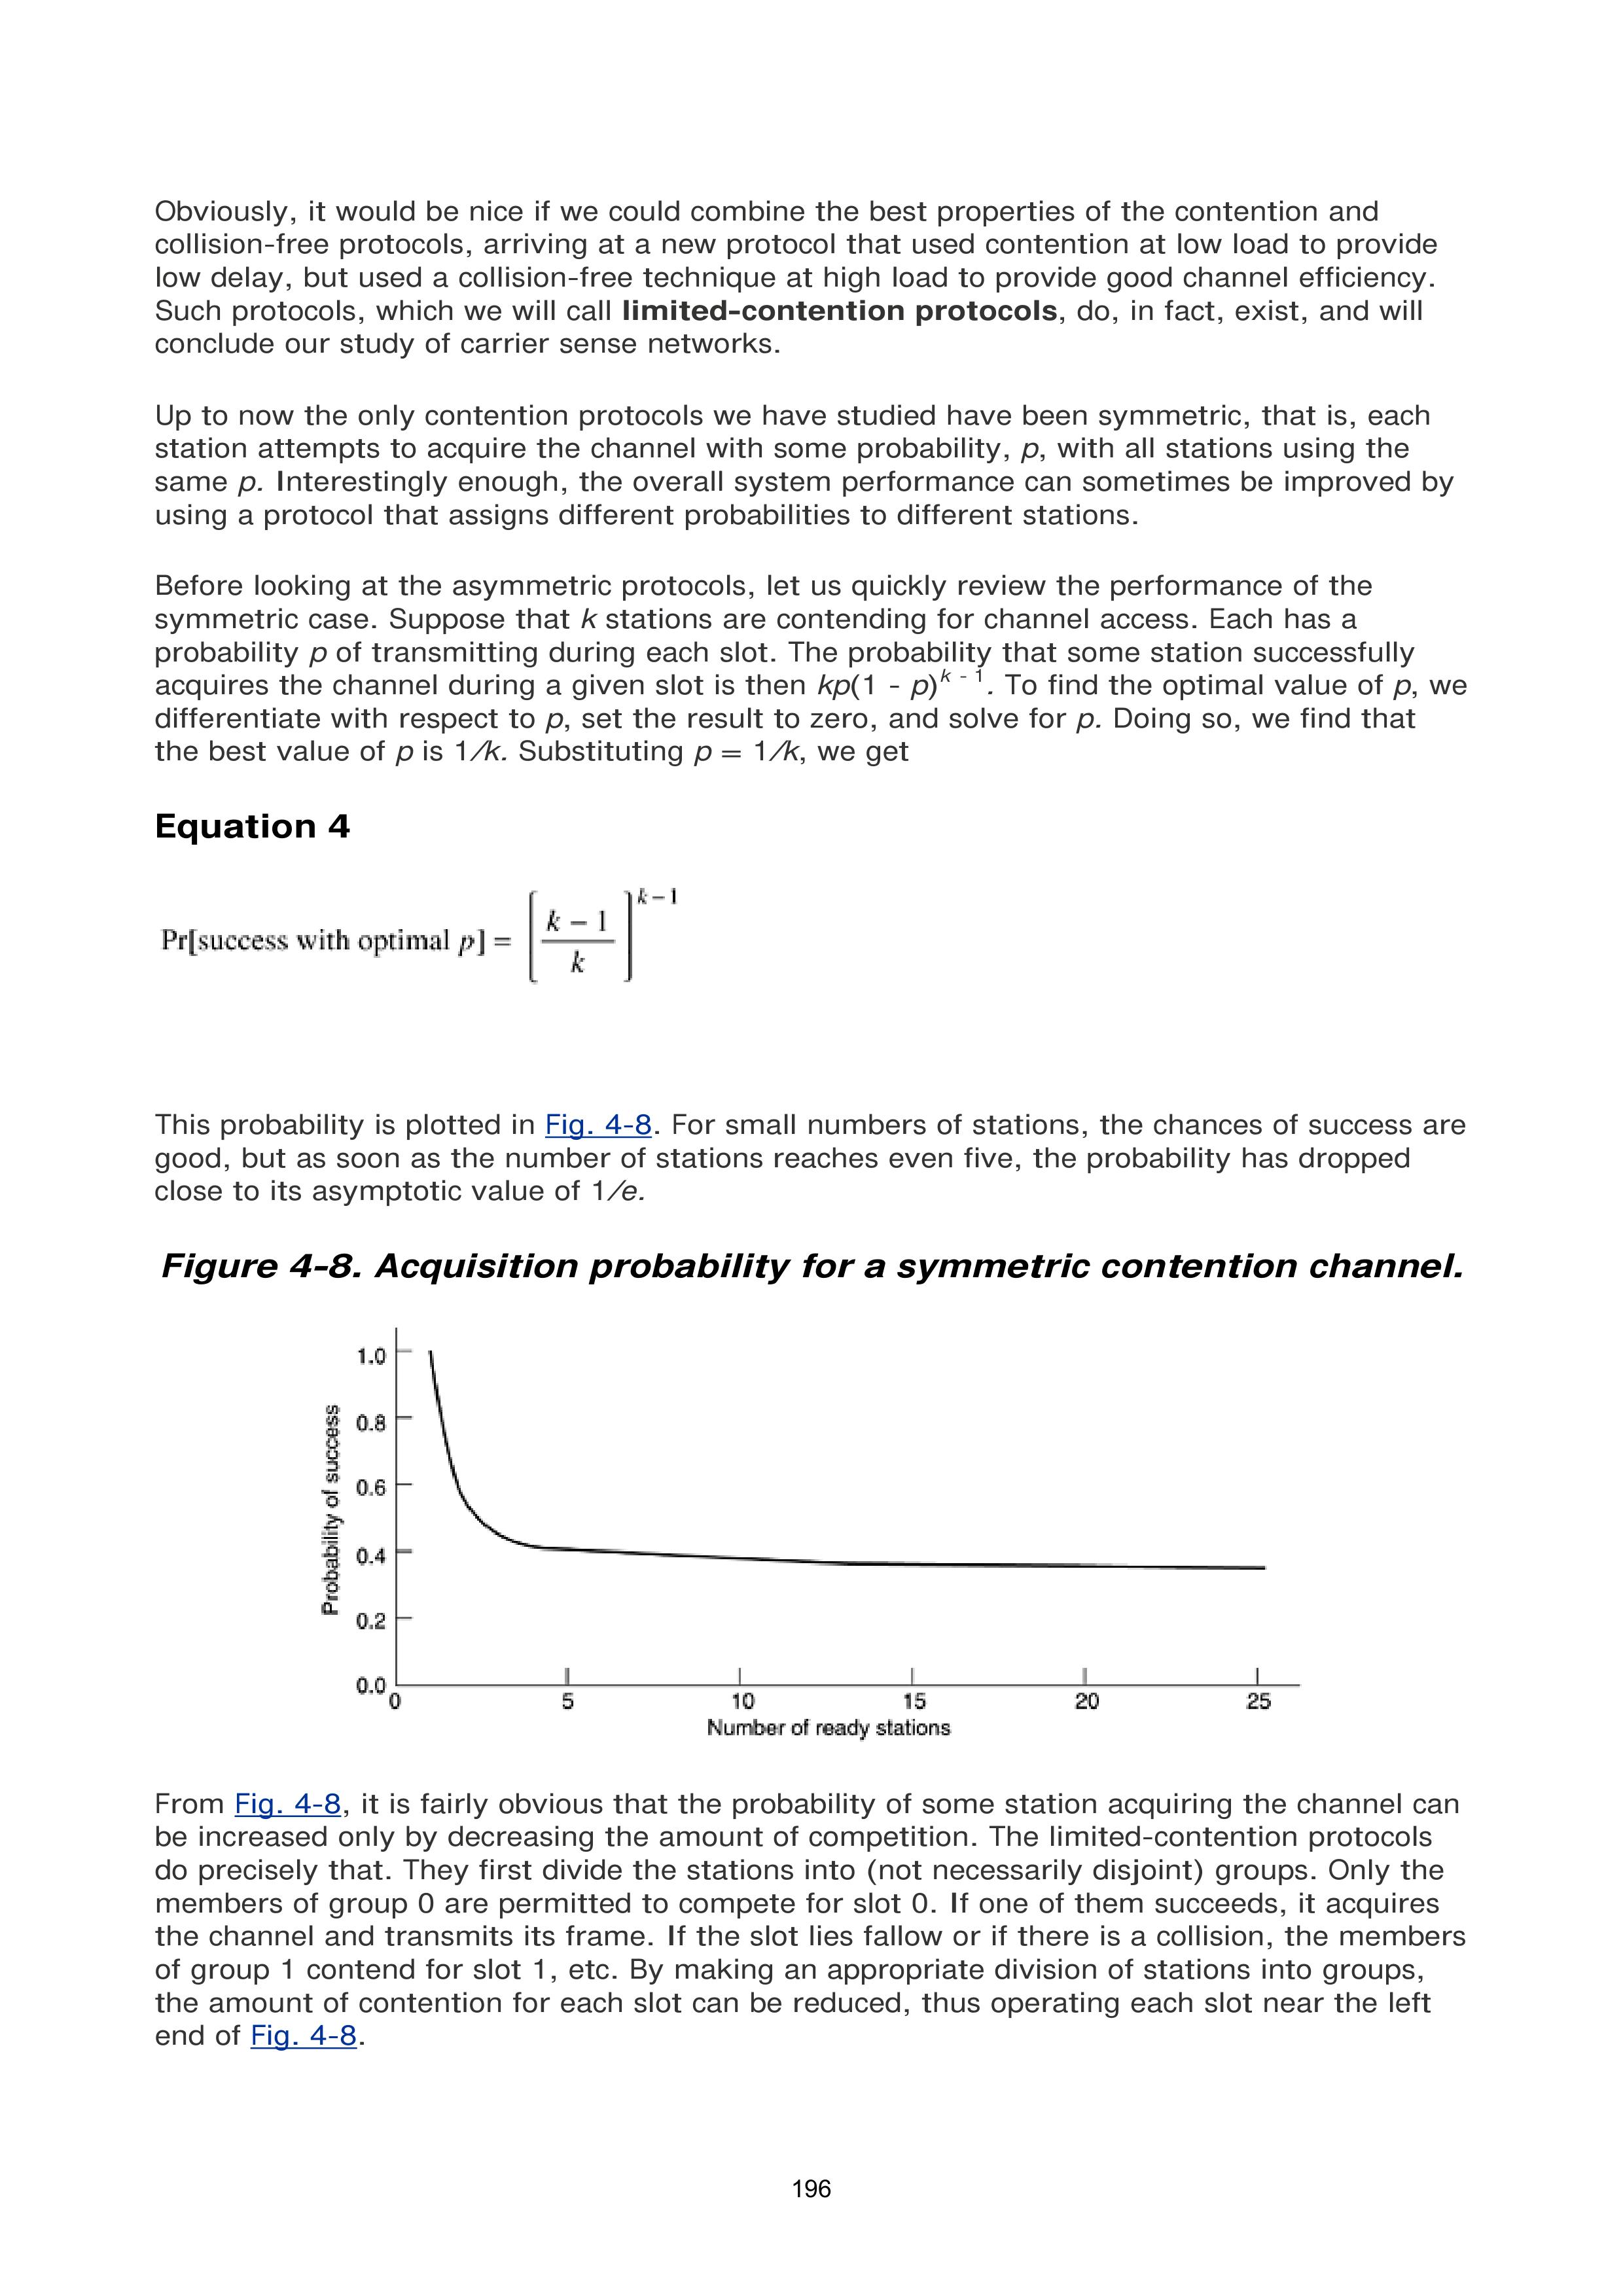 Obviously, it would be nice if we could combine the best properties of the contention and
collision-free protocols, arriving at a new protocol that used contention at low load to provide
low delay, but used a collision-free technique at high load to provide good channel efficiency.
Such protocols, which we will call limited-contention protocols, do, in fact, exist, and will
conclude our study of carrier sense networks.
Up to now the only contention protocols we have studied have been symmetric, that is, each
station attempts to acquire the channel with some probability, p, with all stations using the
same p. Interestingly enough, the overall system performance can sometimes be improved by
using a protocol that assigns different probabilities to different stations.
Before looking at the asymmetric protocols, let us quickly review the performance of the
symmetric case. Suppose that k stations are contending for channel access. Each has a
probability p of transmitting during each slot. The probability that some station successfully
acquires the channel during a given slot is then kp(1 - p)^k - 1. To find the optimal value of p, we
differentiate with respect to p, set the result to zero, and solve for p. Doing so, we find that
the best value of p is 1/k. Substituting p = 1/k, we get
Equation 4
Pr[success with optimal p] = [(k − 1)/k]^k − 1
This probability is plotted in Fig. 4-8. For small numbers of stations, the chances of success are
good, but as soon as the number of stations reaches even five, the probability has dropped
close to its asymptotic value of 1/e.
Figure 4-8. Acquisition probability for a symmetric contention channel.
Probability of success
1.0
0.8
0.6
0.4
0.2
0.0
0 5 10 15 20 25
Number of ready stations
From Fig. 4-8, it is fairly obvious that the probability of some station acquiring the channel can
be increased only by decreasing the amount of competition. The limited-contention protocols
do precisely that. They first divide the stations into (not necessarily disjoint) groups. Only the
members of group 0 are permitted to compete for slot 0. If one of them succeeds, it acquires
the channel and transmits its frame. If the slot lies fallow or if there is a collision, the members
of group 1 contend for slot 1, etc. By making an appropriate division of stations into groups,
the amount of contention for each slot can be reduced, thus operating each slot near the left
end of Fig. 4-8.
196